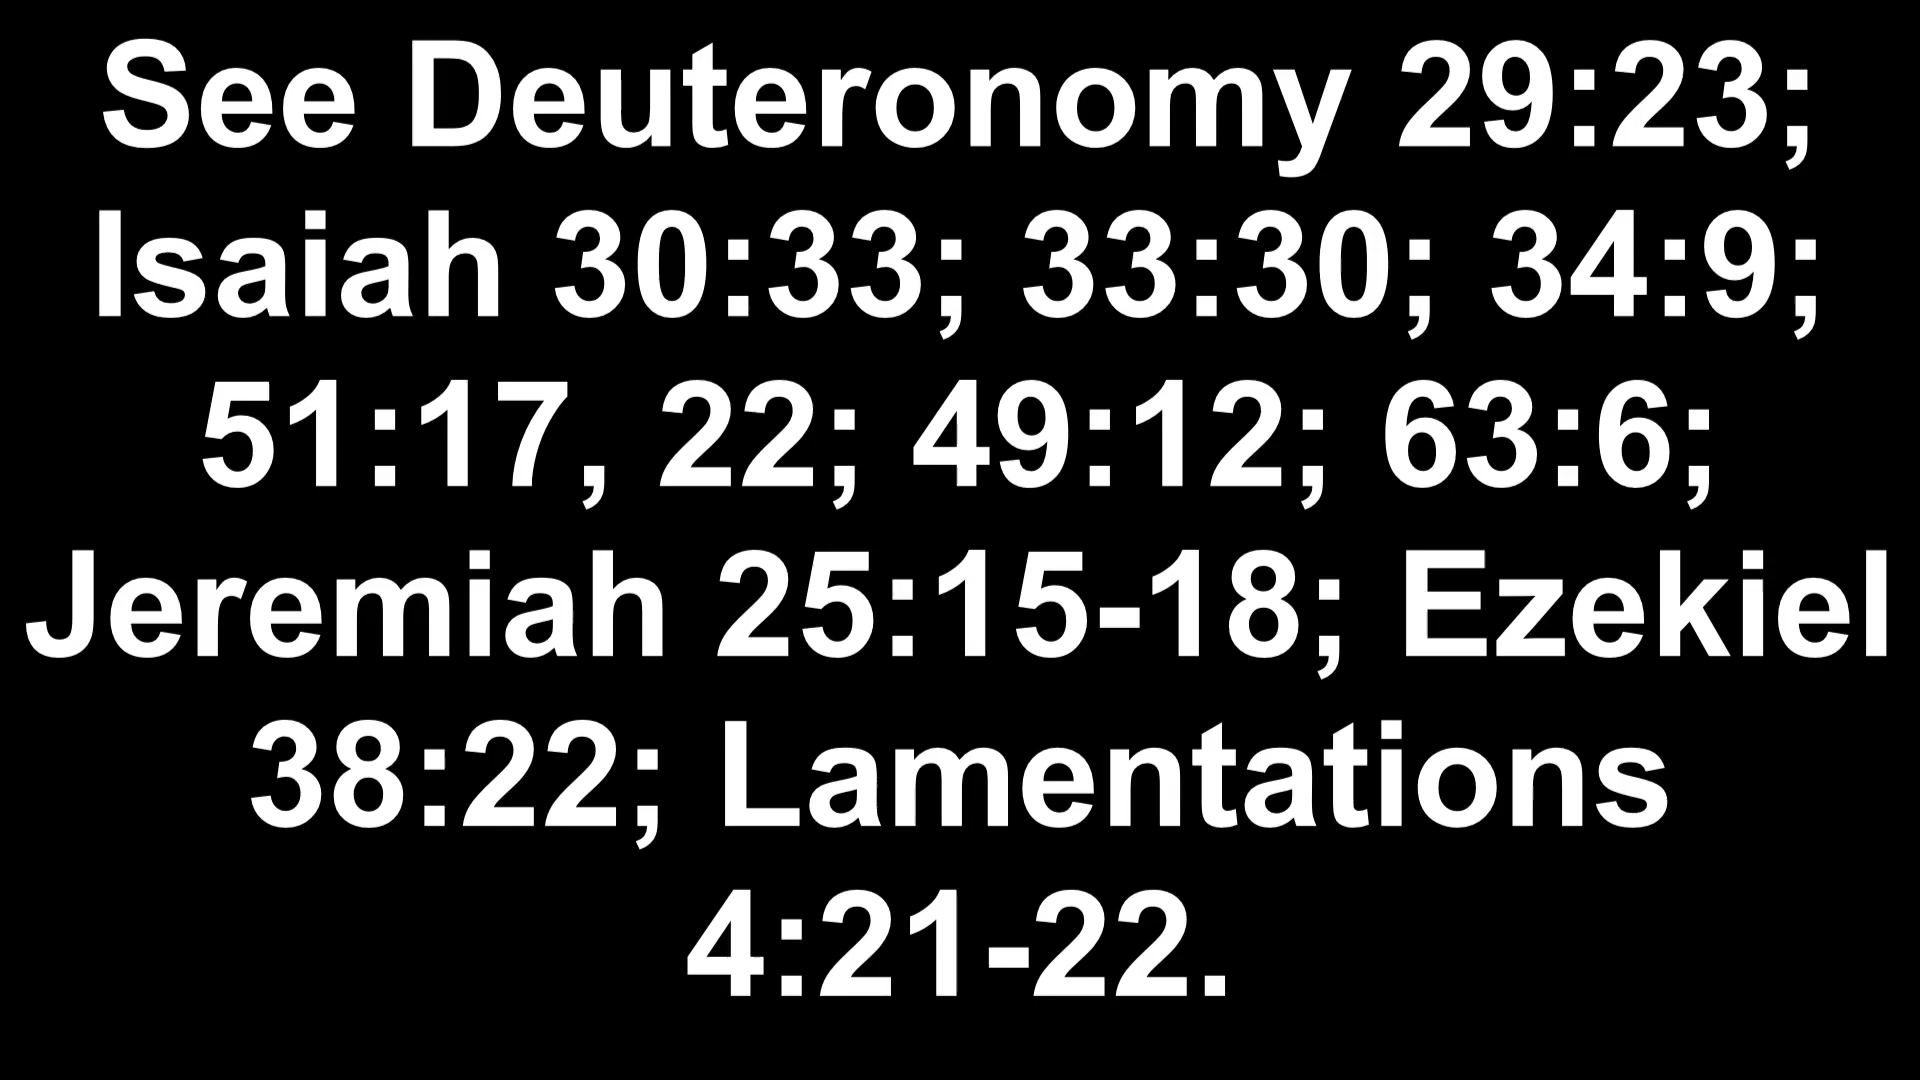 See Deuteronomy 29:23;
Isaiah 30:33; 33:30; 34:9;
51:17, 22; 49:12; 63:6;
Jeremiah 25:15-18; Ezekiel
38:22; Lamentations
4:21-22.